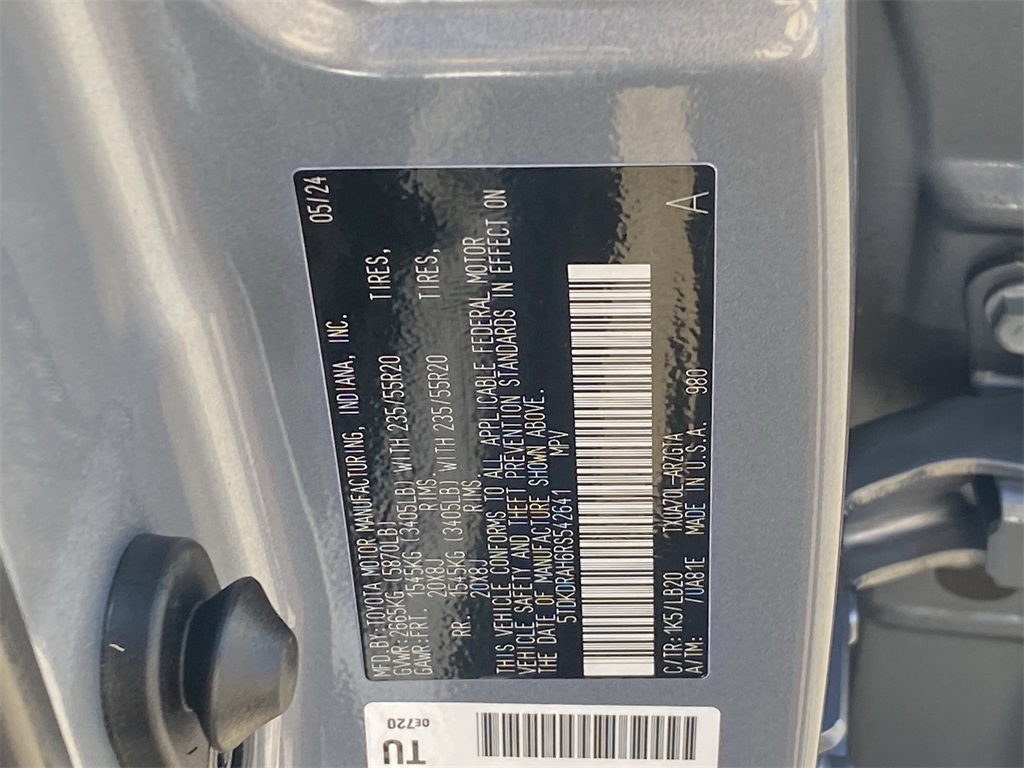 MFD.BY:TOYOTA MOTOR MANUFACTURING, INDIANA, INC. 05/24
GVWR:2665KG (5870LB)
GAWR:FRT. 1545KG (3405LB) WITH 235/55R20 TIRES,
20X8J RIMS
RR. 1545KG (3405LB) WITH 235/55R20 TIRES,
20X8J RIMS.
THIS VEHICLE CONFORMS TO ALL APPLICABLE FEDERAL MOTOR
VEHICLE SAFETY AND THEFT PREVENTION STANDARDS IN EFFECT ON
THE DATE OF MANUFACTURE SHOWN ABOVE.
5TDKDRAH6RS542641 MPV
C/TR:1K5/LB20 TXUA70L-ARZGTA A
A/TM: /UA81E MADE IN U.S.A. 980
0E720
TU